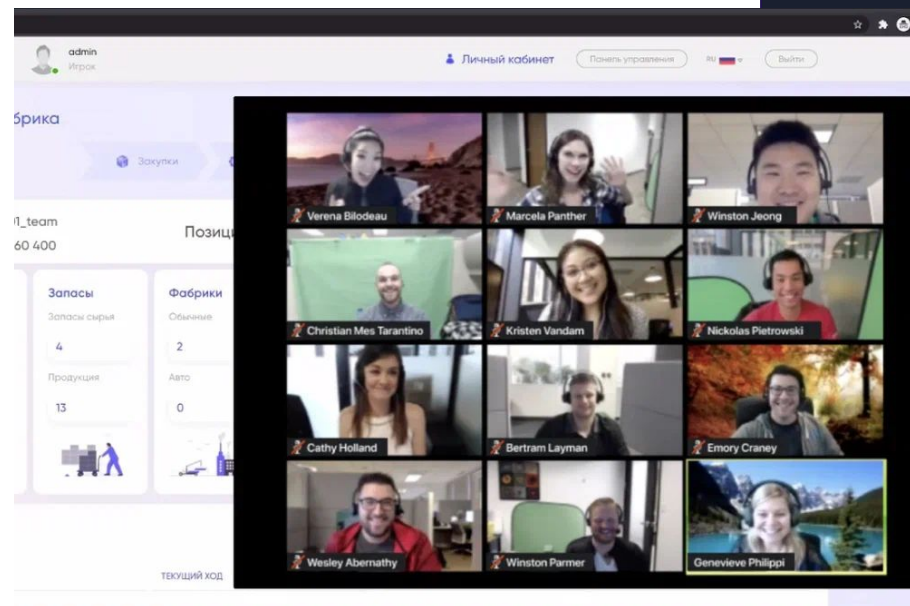 admin
Игрок
Личный кабинет
Панель управления
RU
Выйти
брика
Закупки
1_team
60 400
Позиц
Запасы
Запасы сырья
4
Продукция
13
Фабрики
Обычные
2
Авто
0
ТЕКУЩИЙ ХОД
Verena Bilodeau
Marcela Panther
Winston Jeong
Christian Mes Tarantino
Kristen Vandam
Nickolas Pietrowski
Cathy Holland
Bertram Layman
Emory Craney
Wesley Abernathy
Winston Parmer
Genevieve Philippi